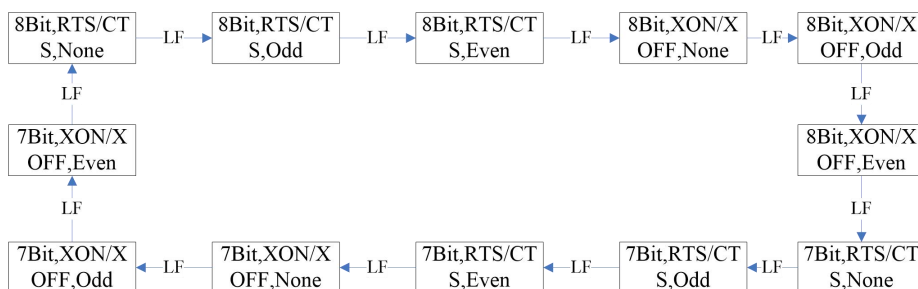 8Bit,RTS/CT
S,None
LF
8Bit,RTS/CT
S,Odd
LF
8Bit,RTS/CT
S,Even
LF
8Bit,XON/X
OFF,None
LF
8Bit,XON/X
OFF,Odd
LF
8Bit,XON/X
OFF,Even
LF
7Bit,RTS/CT
S,None
LF
7Bit,RTS/CT
S,Odd
LF
7Bit,RTS/CT
S,Even
LF
7Bit,XON/X
OFF,None
LF
7Bit,XON/X
OFF,Odd
LF
7Bit,XON/X
OFF,Even
LF